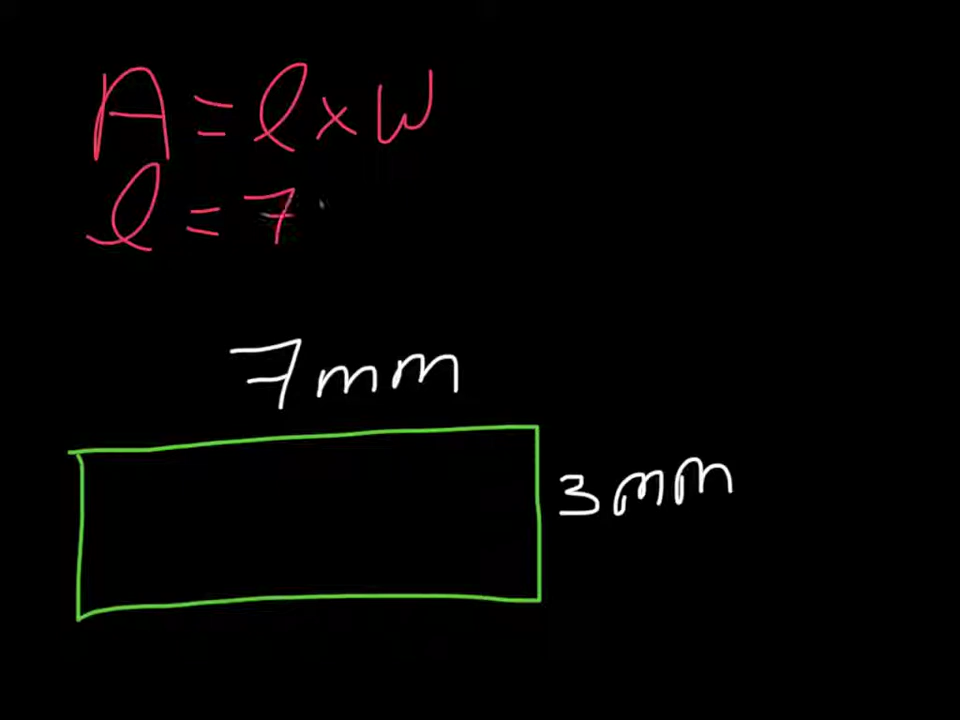 A = l x w
l = 7
7mm
3mm